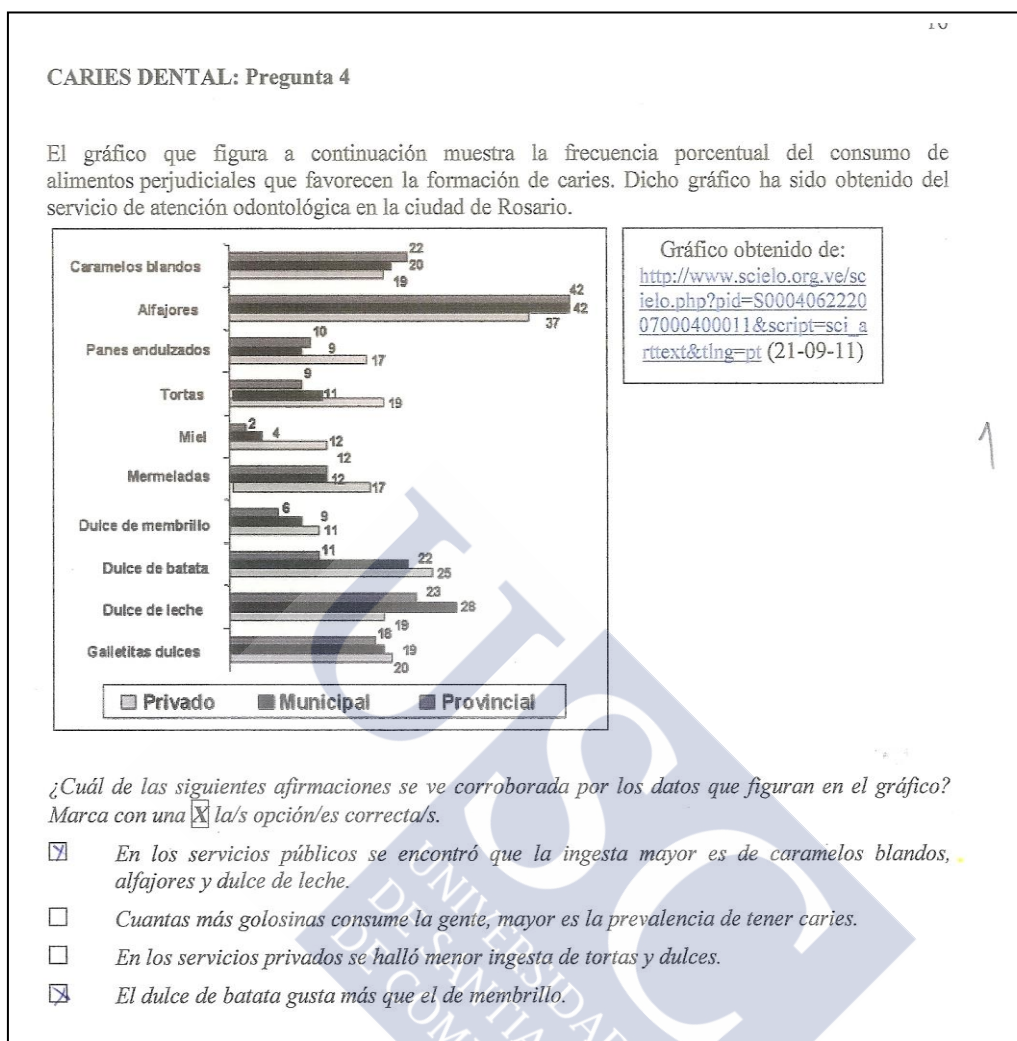 CARIES DENTAL: Pregunta 4
El gráfico que figura a continuación muestra la frecuencia porcentual del consumo de
alimentos perjudiciales que favorecen la formación de caries. Dicho gráfico ha sido obtenido del
servicio de atención odontológica en la ciudad de Rosario.
Caramelos blandos 22 20 19
Alfajores 42 42 37
Panes endulzados 10 9 17
Tortas 9 11 19
Miel 2 4 12
Mermeladas 12 12 17
Dulce de membrillo 6 9 11
Dulce de batata 11 22 25
Dulce de leche 23 28 19
Galletitas dulces 18 19 20
Privado Municipal Provincial
Gráfico obtenido de:
http://www.scielo.org.ve/sc
ielo.php?pid=S0004062220
07000400011&script=sci_a
rttext&tlng=pt (21-09-11)
1
¿Cuál de las siguientes afirmaciones se ve corroborada por los datos que figuran en el gráfico?
Marca con una X la/s opción/es correcta/s.
X En los servicios públicos se encontró que la ingesta mayor es de caramelos blandos,
alfajores y dulce de leche.
Cuantas más golosinas consume la gente, mayor es la prevalencia de tener caries.
En los servicios privados se halló menor ingesta de tortas y dulces.
X El dulce de batata gusta más que el de membrillo.
USC
UNIVERSIDAD
DE SANTIAGO
DE COMPOSTELA